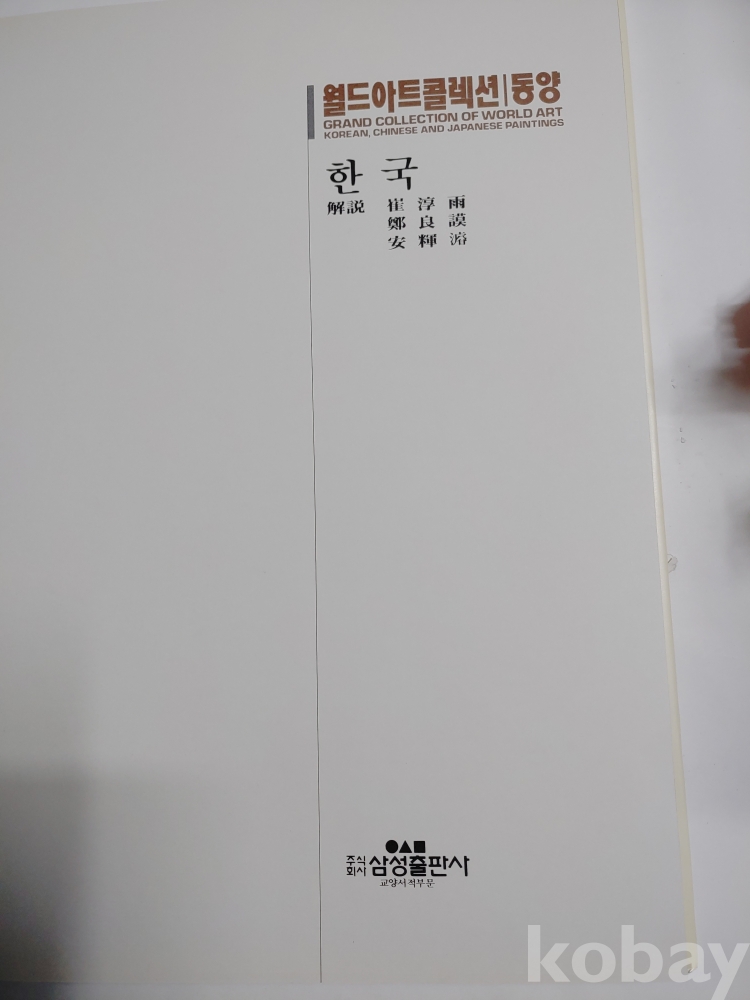 월드아트콜렉션|동양
GRAND COLLECTION OF WORLD ART
KOREAN, CHINESE AND JAPANESE PAINTINGS
한국
解説 崔淳雨
鄭良謨
安輝濬
주식회사 삼성출판사
교양서적부문
kobay